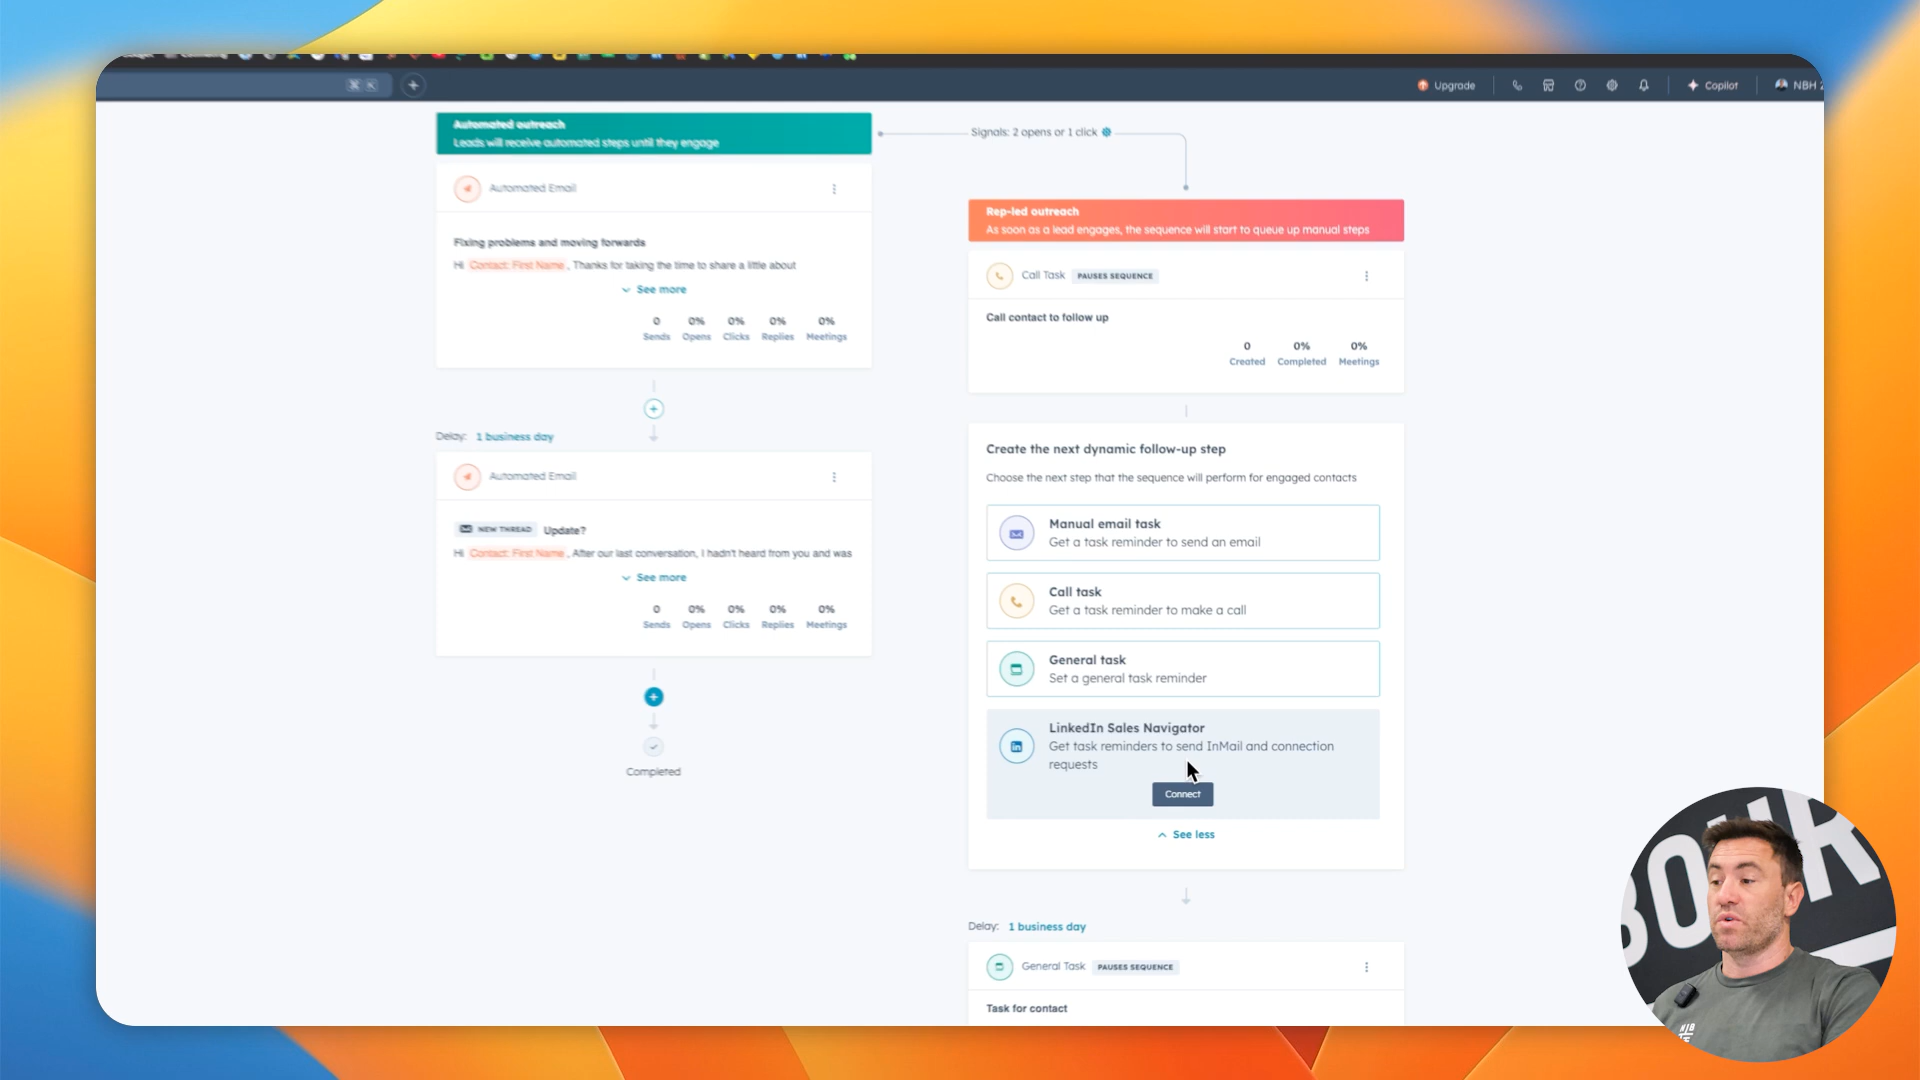 Upgrade
Copilot
NBH
Automated outreach
Leads will receive automated steps until they engage
Signals: 2 opens or 1 click
Automated Email
Fixing problems and moving forwards
Hi Contact: First Name , Thanks for taking the time to share a little about
See more
0 0% 0% 0% 0%
Sends Opens Clicks Replies Meetings
Delay: 1 business day
Automated Email
NEW THREAD Update?
Hi Contact: First Name , After our last conversation, I hadn't heard from you and was
See more
0 0% 0% 0% 0%
Sends Opens Clicks Replies Meetings
Completed
Rep-led outreach
As soon as a lead engages, the sequence will start to queue up manual steps
Call Task PAUSES SEQUENCE
Call contact to follow up
0 0% 0%
Created Completed Meetings
Create the next dynamic follow-up step
Choose the next step that the sequence will perform for engaged contacts
Manual email task
Get a task reminder to send an email
Call task
Get a task reminder to make a call
General task
Set a general task reminder
LinkedIn Sales Navigator
Get task reminders to send InMail and connection
requests
Connect
See less
Delay: 1 business day
General Task PAUSES SEQUENCE
Task for contact